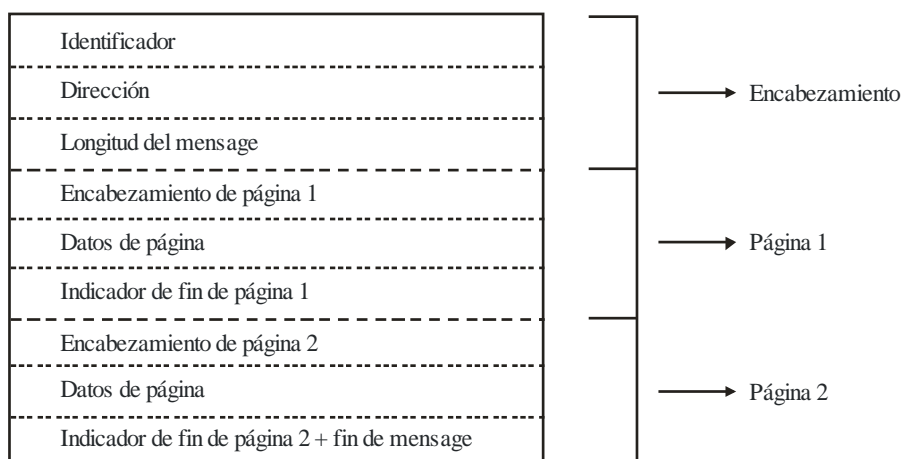 Identificador
Dirección
Longitud del mensage
Encabezamiento de página 1
Datos de página
Indicador de fin de página 1
Encabezamiento de página 2
Datos de página
Indicador de fin de página 2 + fin de mensage
Encabezamiento
Página 1
Página 2